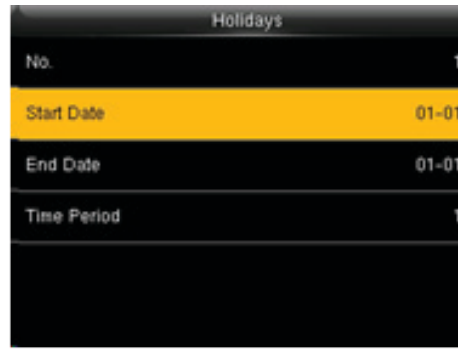 Holidays
No. 1
Start Date 01-01
End Date 01-01
Time Period 1